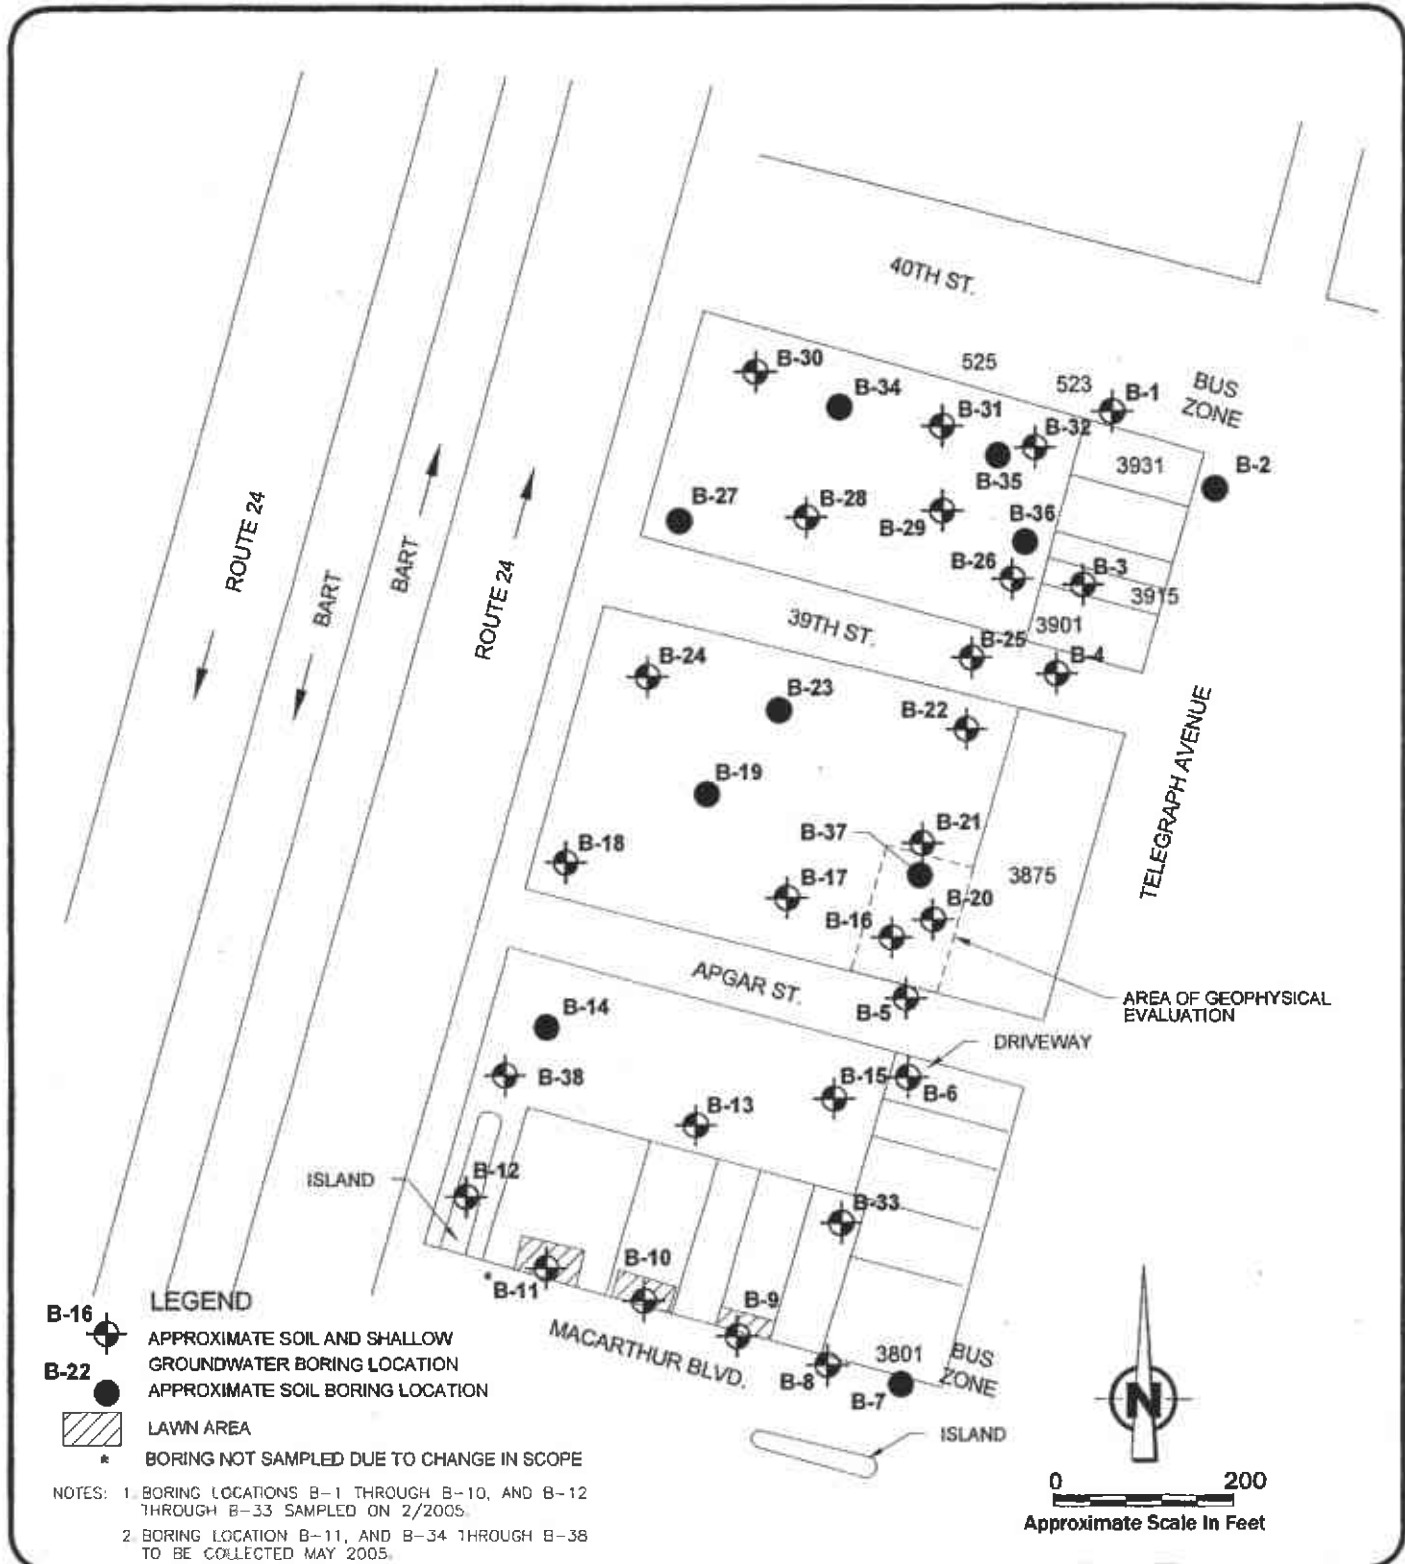 40TH ST.
525
523
B-30
B-34
B-31
B-32
B-1
BUS
ZONE
3931
B-2
B-35
B-27
B-28
B-29
B-36
B-26
B-3
3915
3901
39TH ST.
B-25
B-4
ROUTE 24
BART
BART
ROUTE 24
B-24
B-23
B-22
TELEGRAPH AVENUE
B-19
B-37
B-21
B-18
B-17
3875
B-20
B-16
APGAR ST.
B-5
AREA OF GEOPHYSICAL
EVALUATION
B-14
DRIVEWAY
B-38
B-15
B-6
B-13
ISLAND
B-12
B-33
B-10
* B-11
B-9
MACARTHUR BLVD.
B-8
3801
B-7
BUS
ZONE
ISLAND
LEGEND
B-16
APPROXIMATE SOIL AND SHALLOW
GROUNDWATER BORING LOCATION
B-22
APPROXIMATE SOIL BORING LOCATION
LAWN AREA
* BORING NOT SAMPLED DUE TO CHANGE IN SCOPE
NOTES: 1. BORING LOCATIONS B-1 THROUGH B-10, AND B-12
THROUGH B-33 SAMPLED ON 2/2005.
2. BORING LOCATION B-11, AND B-34 THROUGH B-38
TO BE COLLECTED MAY 2005.
N
0 200
Approximate Scale In Feet